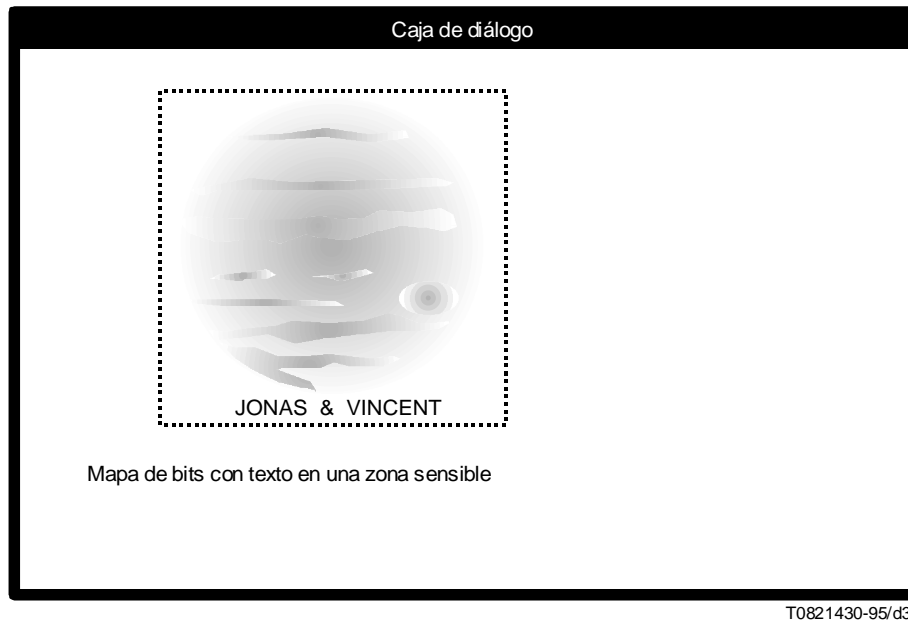 Caja de diálogo
JONAS & VINCENT
Mapa de bits con texto en una zona sensible
T0821430-95/d3